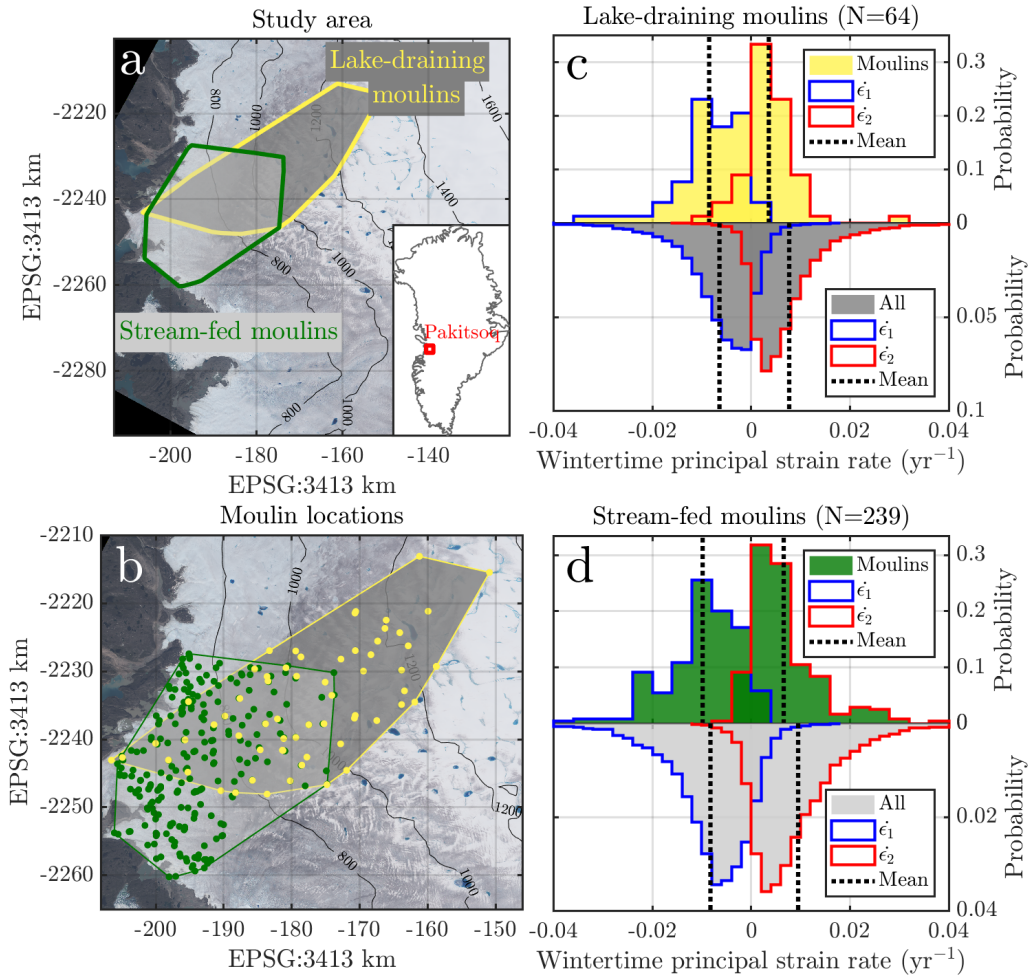 Study area
a
Lake-draining
moulins
800
1000
1200
1600
1400
1000
800
1000
800
1000
Stream-fed moulins
Pakitsoq
-2220
-2240
-2260
-2280
EPSG:3413 km
-200
-180
-160
-140
EPSG:3413 km
Lake-draining moulins (N=64)
c
Moulins
ϵ̇1
ϵ̇2
Mean
All
ϵ̇1
ϵ̇2
Mean
0.3
0.2
0.1
0
0.05
0.1
Probability
Probability
-0.04
-0.02
0
0.02
0.04
Wintertime principal strain rate (yr−1)
Moulin locations
b
1000
1200
1200
800
1000
-2210
-2220
-2230
-2240
-2250
-2260
EPSG:3413 km
-200
-190
-180
-170
-160
-150
EPSG:3413 km
Stream-fed moulins (N=239)
d
Moulins
ϵ̇1
ϵ̇2
Mean
All
ϵ̇1
ϵ̇2
Mean
0.3
0.2
0.1
0
0.02
0.04
Probability
Probability
-0.04
-0.02
0
0.02
0.04
Wintertime principal strain rate (yr−1)